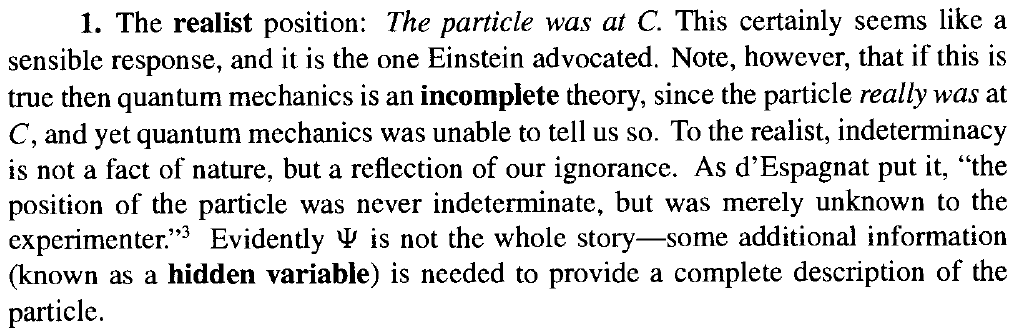 1. The realist position: The particle was at C. This certainly seems like a
sensible response, and it is the one Einstein advocated. Note, however, that if this is
true then quantum mechanics is an incomplete theory, since the particle really was at
C, and yet quantum mechanics was unable to tell us so. To the realist, indeterminacy
is not a fact of nature, but a reflection of our ignorance. As d'Espagnat put it, “the
position of the particle was never indeterminate, but was merely unknown to the
experimenter.”³ Evidently Ψ is not the whole story—some additional information
(known as a hidden variable) is needed to provide a complete description of the
particle.